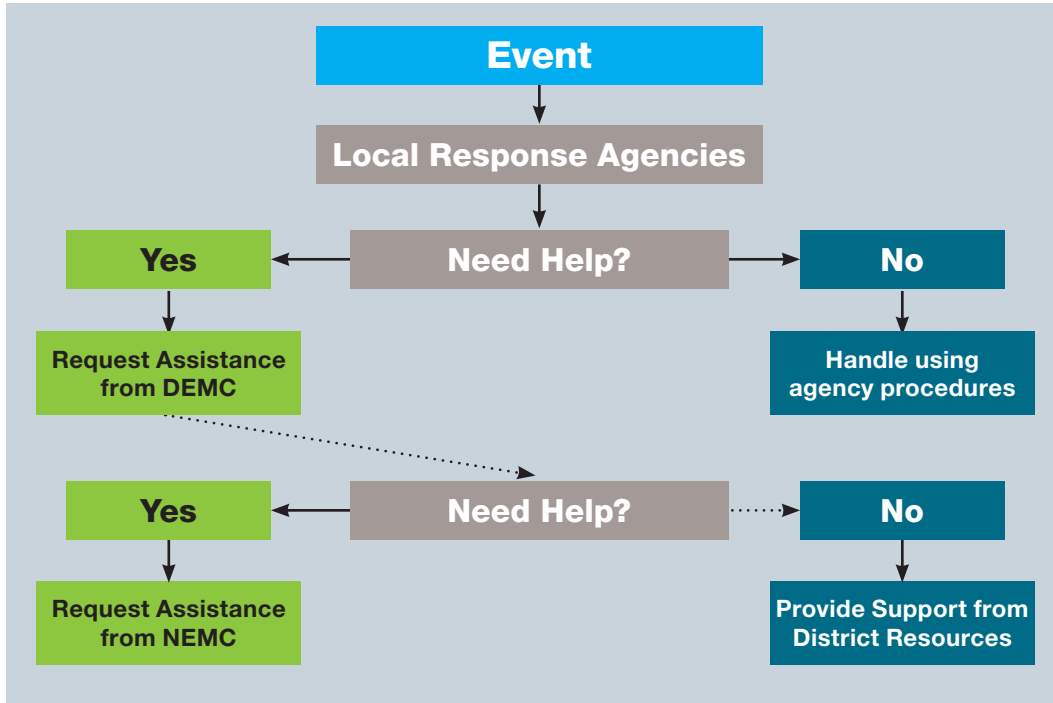 Event
Local Response Agencies
Yes
Need Help?
No
Request Assistance
from DEMC
Handle using
agency procedures
Yes
Need Help?
No
Request Assistance
from NEMC
Provide Support from
District Resources